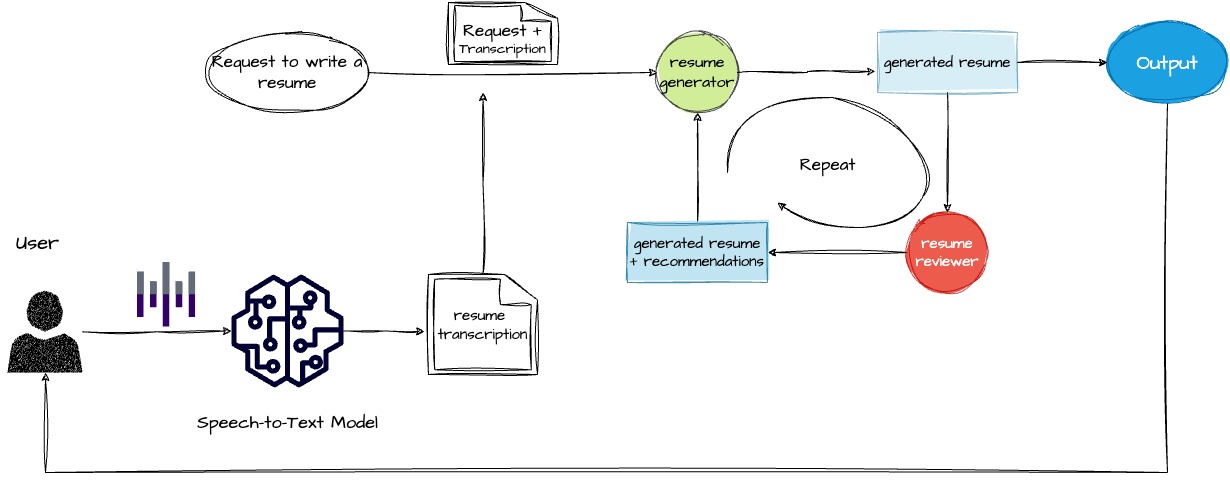 Request +
Transcription
Request to write a
resume
resume
generator
generated resume
Output
Repeat
User
generated resume
+ recommendations
resume
reviewer
resume
transcription
Speech-to-Text Model